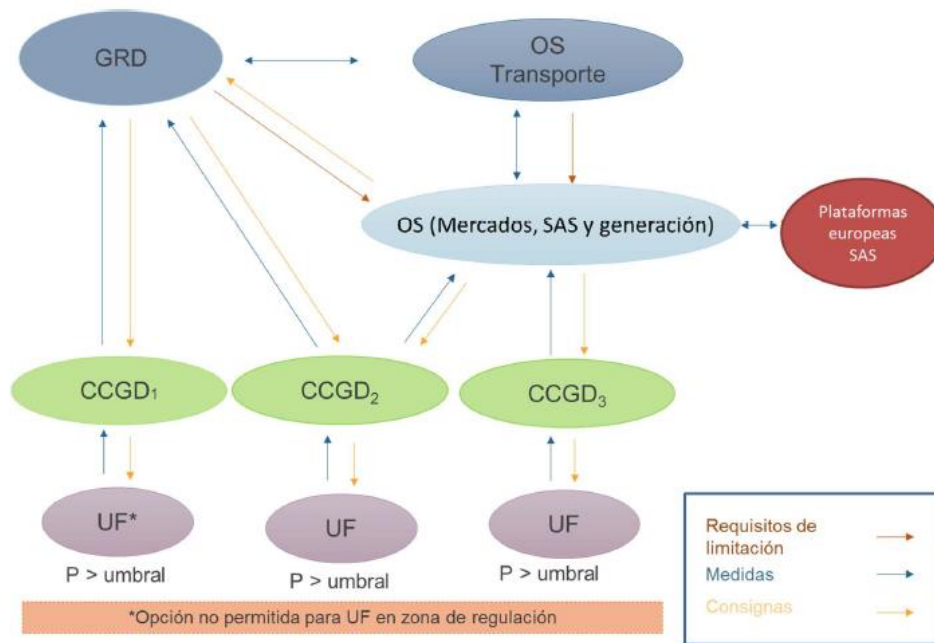 GRD
OS
Transporte
OS (Mercados, SAS y generación)
Plataformas
europeas
SAS
CCGD₁
CCGD₂
CCGD₃
UF*
UF
UF
P > umbral
P > umbral
P > umbral
*Opción no permitida para UF en zona de regulación
Requisitos de
limitación
Medidas
Consignas